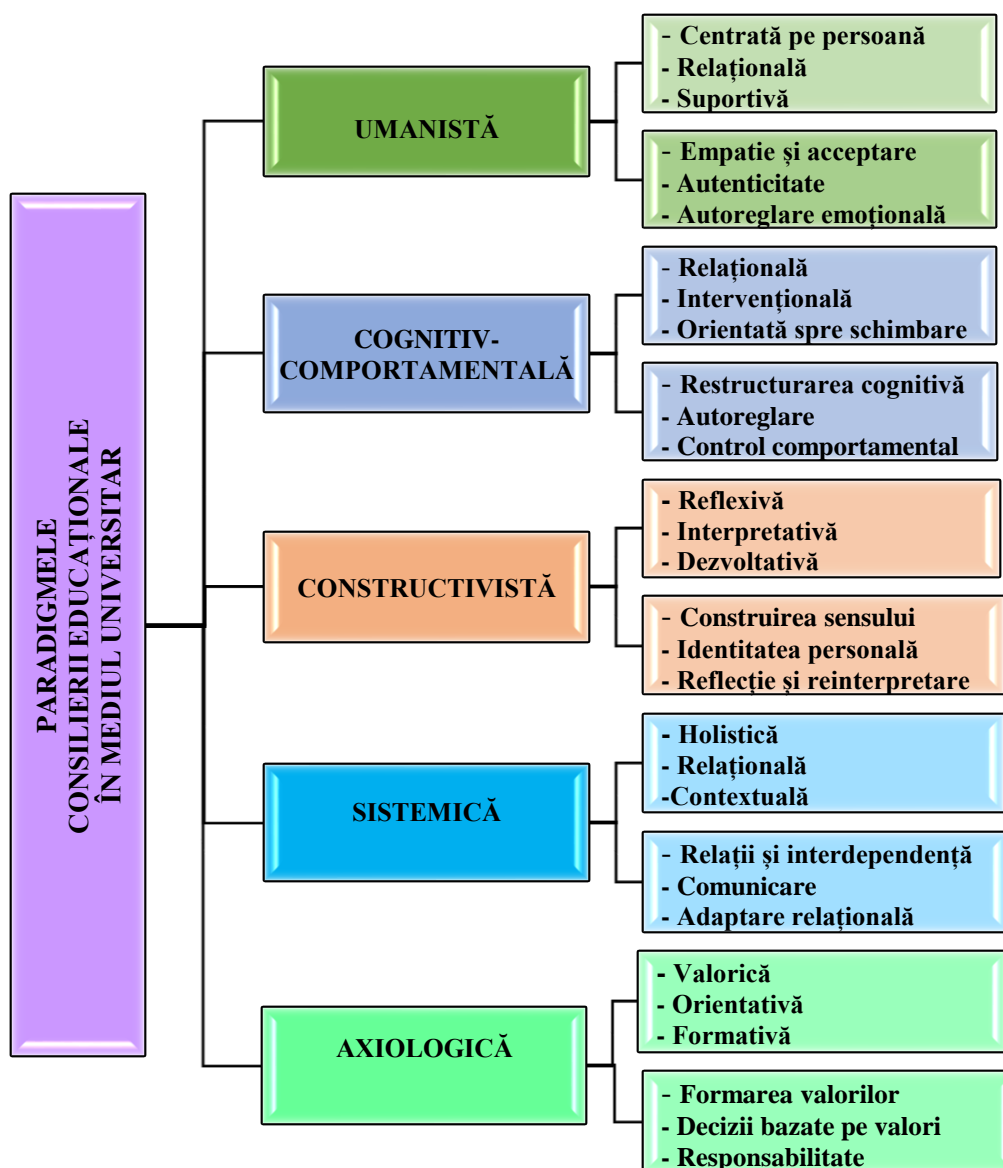 PARADIGMELE
CONSILIERII EDUCAȚIONALE
ÎN MEDIUL UNIVERSITAR
UMANISTĂ
- Centrată pe persoană
- Relațională
- Suportivă
- Empatie și acceptare
- Autenticitate
- Autoreglare emoțională
COGNITIV-
COMPORTAMENTALĂ
- Relațională
- Intervențională
- Orientată spre schimbare
- Restructurarea cognitivă
- Autoreglare
- Control comportamental
CONSTRUCTIVISTĂ
- Reflexivă
- Interpretativă
- Dezvoltativă
- Construirea sensului
- Identitatea personală
- Reflecție și reinterpretare
SISTEMICĂ
- Holistică
- Relațională
-Contextuală
- Relații și interdependență
- Comunicare
- Adaptare relațională
AXIOLOGICĂ
- Valorică
- Orientativă
- Formativă
- Formarea valorilor
- Decizii bazate pe valori
- Responsabilitate